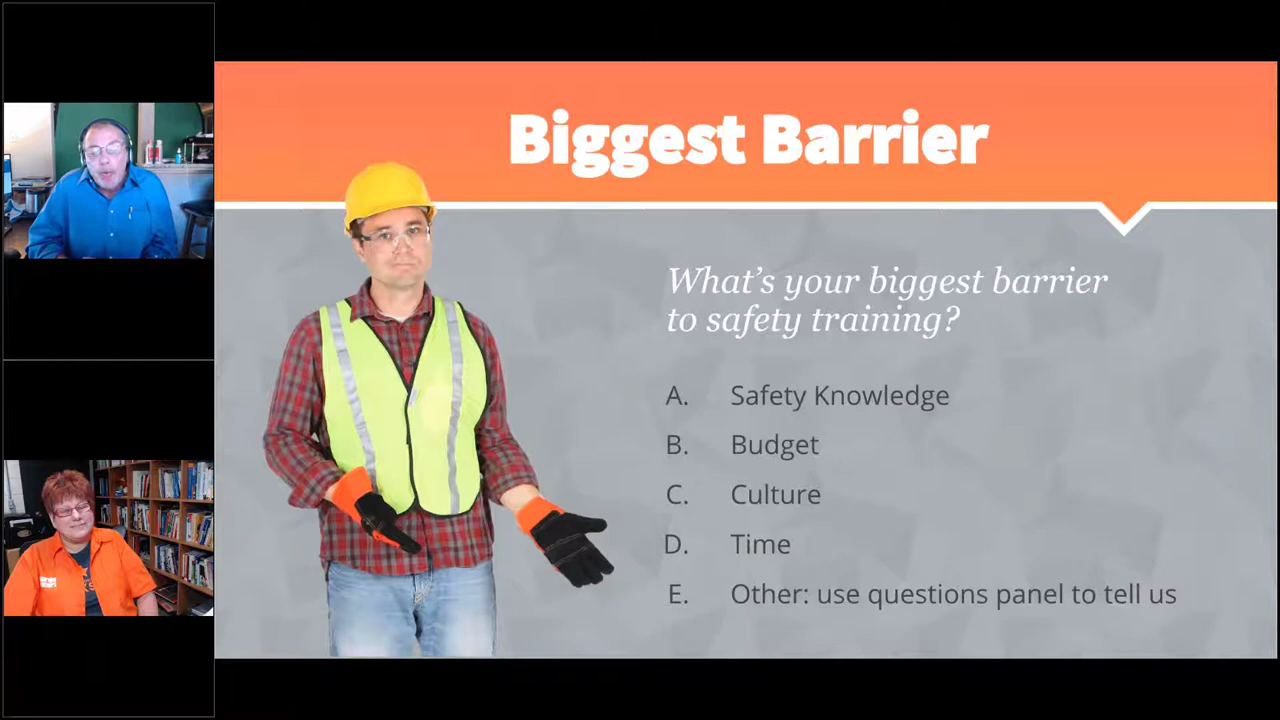 Biggest Barrier
What's your biggest barrier
to safety training?
A. Safety Knowledge
B. Budget
C. Culture
D. Time
E. Other: use questions panel to tell us